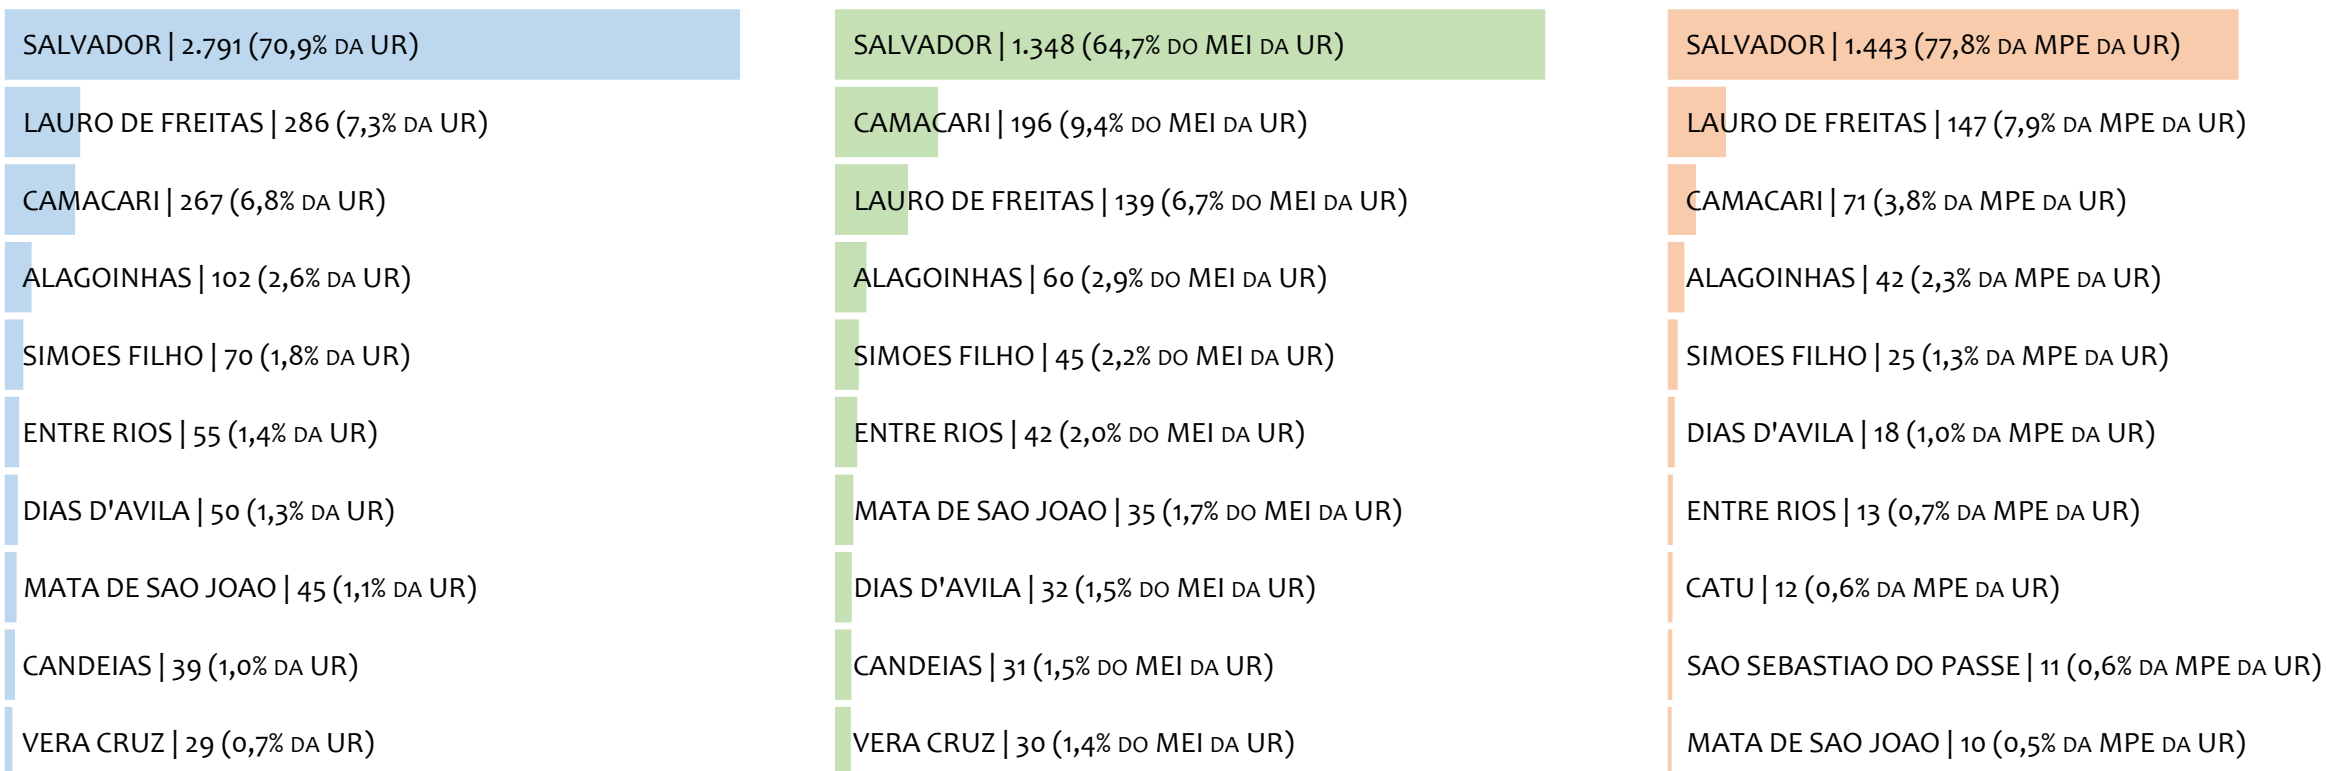 SALVADOR | 2.791 (70,9% DA UR)
LAURO DE FREITAS | 286 (7,3% DA UR)
CAMACARI | 267 (6,8% DA UR)
ALAGOINHAS | 102 (2,6% DA UR)
SIMOES FILHO | 70 (1,8% DA UR)
ENTRE RIOS | 55 (1,4% DA UR)
DIAS D'AVILA | 50 (1,3% DA UR)
MATA DE SAO JOAO | 45 (1,1% DA UR)
CANDEIAS | 39 (1,0% DA UR)
VERA CRUZ | 29 (0,7% DA UR)
SALVADOR | 1.348 (64,7% DO MEI DA UR)
CAMACARI | 196 (9,4% DO MEI DA UR)
LAURO DE FREITAS | 139 (6,7% DO MEI DA UR)
ALAGOINHAS | 60 (2,9% DO MEI DA UR)
SIMOES FILHO | 45 (2,2% DO MEI DA UR)
ENTRE RIOS | 42 (2,0% DO MEI DA UR)
MATA DE SAO JOAO | 35 (1,7% DO MEI DA UR)
DIAS D'AVILA | 32 (1,5% DO MEI DA UR)
CANDEIAS | 31 (1,5% DO MEI DA UR)
VERA CRUZ | 30 (1,4% DO MEI DA UR)
SALVADOR | 1.443 (77,8% DA MPE DA UR)
LAURO DE FREITAS | 147 (7,9% DA MPE DA UR)
CAMACARI | 71 (3,8% DA MPE DA UR)
ALAGOINHAS | 42 (2,3% DA MPE DA UR)
SIMOES FILHO | 25 (1,3% DA MPE DA UR)
DIAS D'AVILA | 18 (1,0% DA MPE DA UR)
ENTRE RIOS | 13 (0,7% DA MPE DA UR)
CATU | 12 (0,6% DA MPE DA UR)
SAO SEBASTIAO DO PASSE | 11 (0,6% DA MPE DA UR)
MATA DE SAO JOAO | 10 (0,5% DA MPE DA UR)